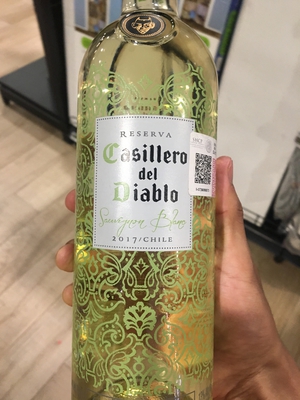 RESERVA
Casillero
del
Diablo
Sauvignon Blanc
2017/CHILE